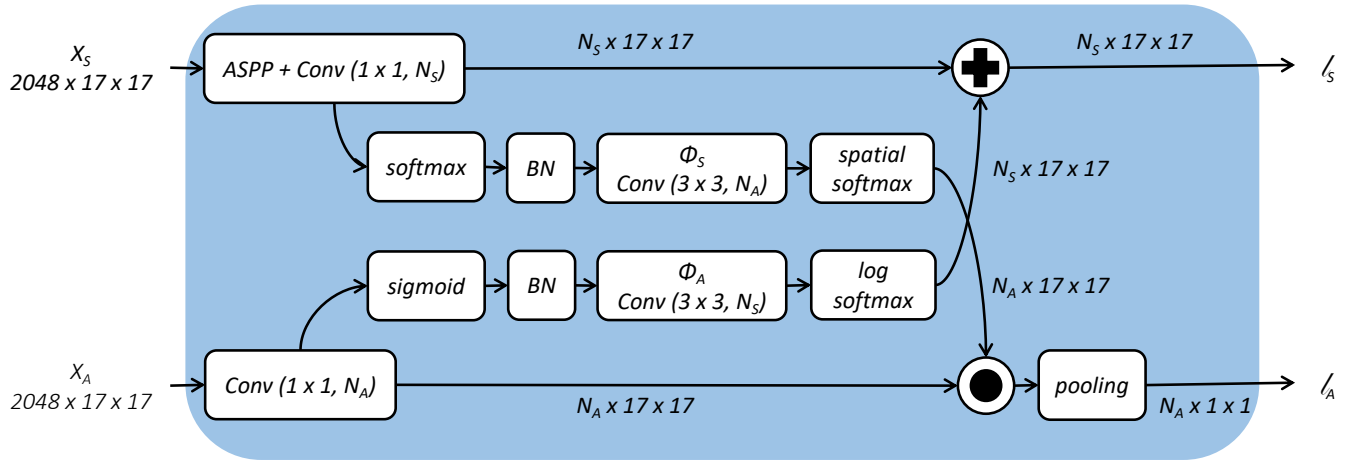 X_S
2048 x 17 x 17
ASPP + Conv (1 x 1, N_S)
N_S x 17 x 17
N_S x 17 x 17
ℓ_S
softmax
BN
Φ_S
Conv (3 x 3, N_A)
spatial
softmax
N_S x 17 x 17
sigmoid
BN
Φ_A
Conv (3 x 3, N_S)
log
softmax
N_A x 17 x 17
X_A
2048 x 17 x 17
Conv (1 x 1, N_A)
N_A x 17 x 17
pooling
N_A x 1 x 1
ℓ_A